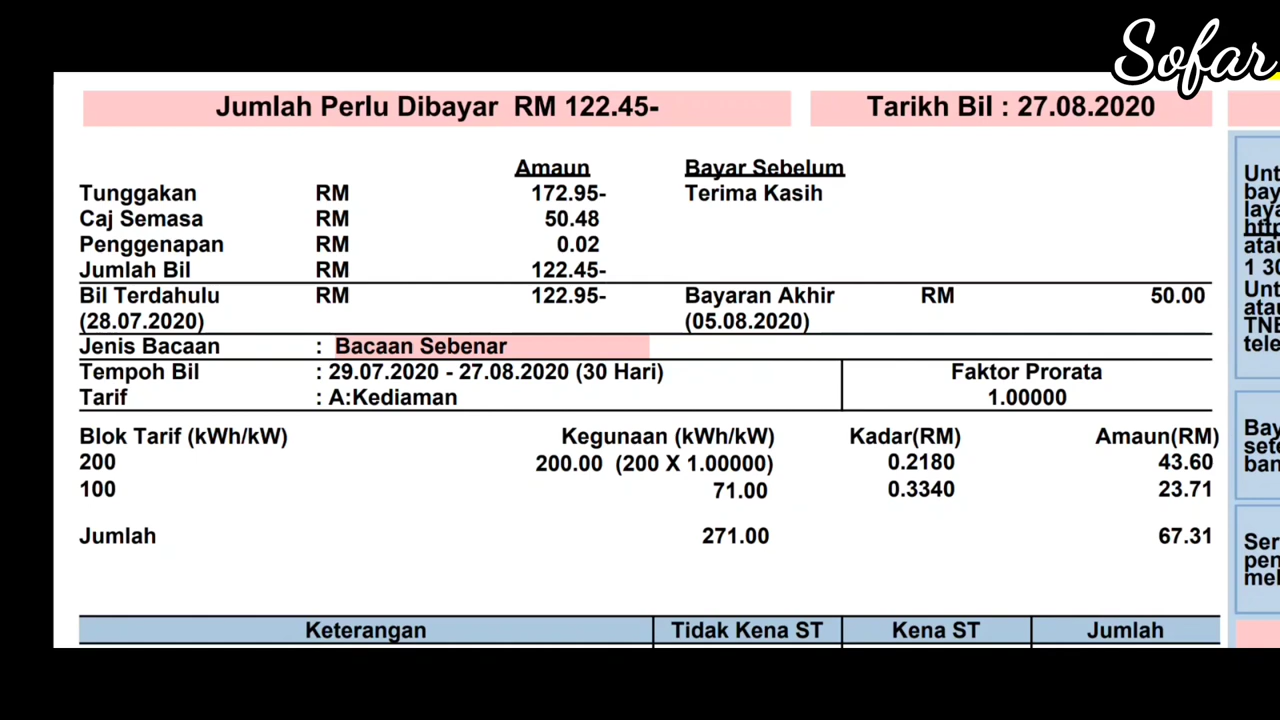 Sofar
Jumlah Perlu Dibayar RM 122.45-
Tarikh Bil : 27.08.2020
Amaun Bayar Sebelum
Tunggakan RM 172.95- Terima Kasih
Caj Semasa RM 50.48
Penggenapan RM 0.02
Jumlah Bil RM 122.45-
Bil Terdahulu RM 122.95- Bayaran Akhir RM 50.00
(28.07.2020) (05.08.2020)
Jenis Bacaan : Bacaan Sebenar
Tempoh Bil : 29.07.2020 - 27.08.2020 (30 Hari) Faktor Prorata
Tarif : A:Kediaman 1.00000
Blok Tarif (kWh/kW) Kegunaan (kWh/kW) Kadar(RM) Amaun(RM)
200 200.00 (200 X 1.00000) 0.2180 43.60
100 71.00 0.3340 23.71
Jumlah 271.00 67.31
Keterangan Tidak Kena ST Kena ST Jumlah
1 30
TNB